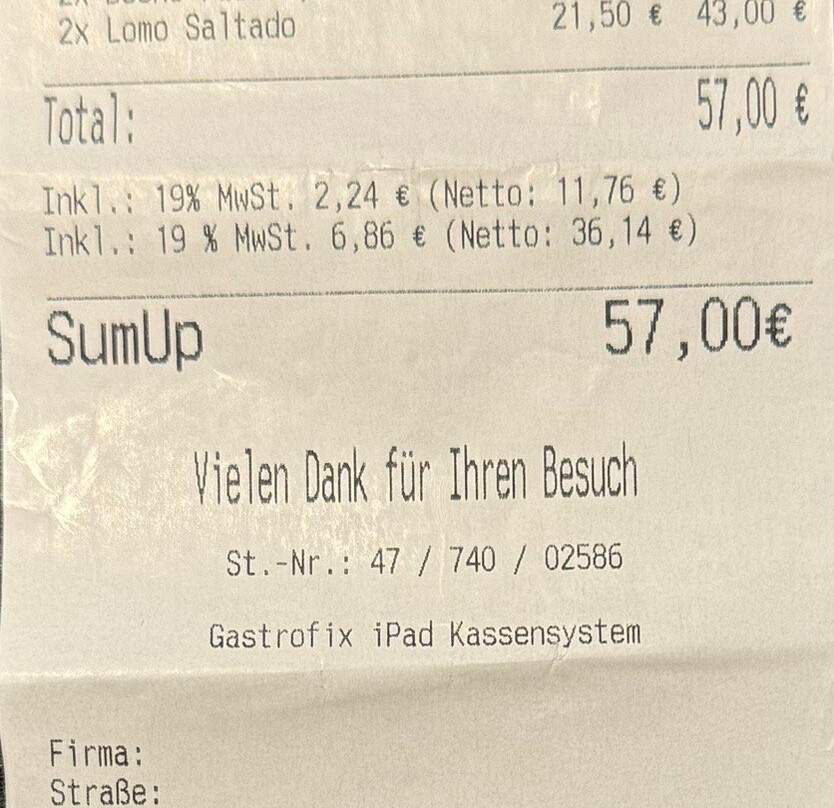 2x Lomo Saltado 21,50 € 43,00 €
Total: 57,00 €
Inkl.: 19% MwSt. 2,24 € (Netto: 11,76 €)
Inkl.: 19 % MwSt. 6,86 € (Netto: 36,14 €)
SumUp 57,00€
Vielen Dank für Ihren Besuch
St.-Nr.: 47 / 740 / 02586
Gastrofix iPad Kassensystem
Firma:
Straße: